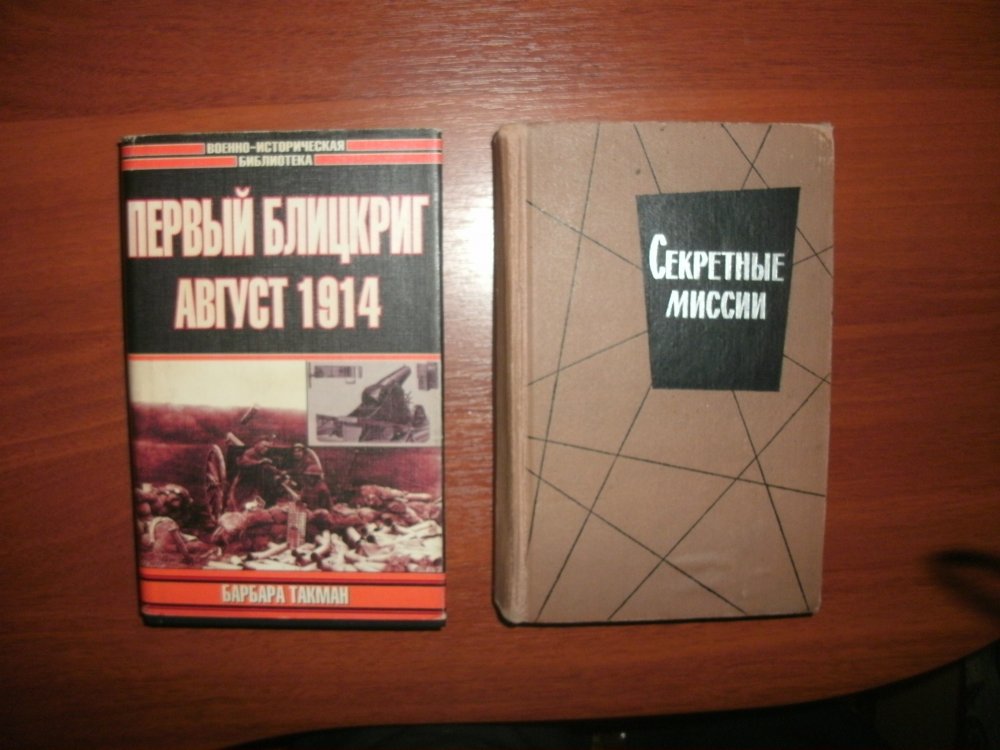 ВОЕННО-ИСТОРИЧЕСКАЯ
БИБЛИОТЕКА
ПЕРВЫЙ БЛИЦКРИГ
АВГУСТ 1914
БАРБАРА ТАКМАН
СЕКРЕТНЫЕ
МИССИИ